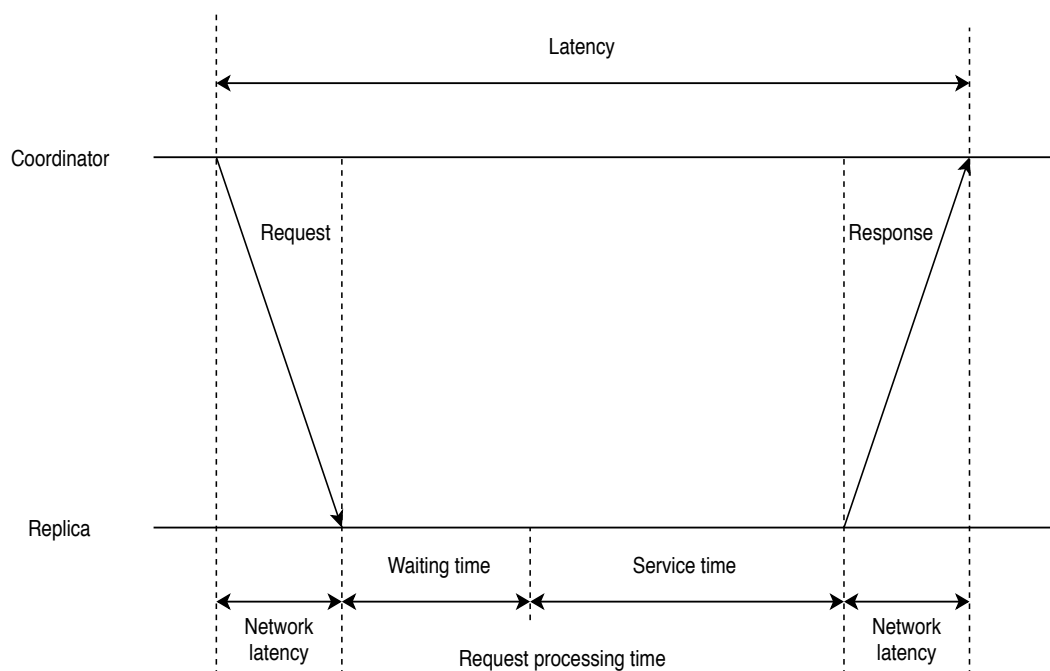 Latency
Coordinator
Request
Response
Replica
Waiting time
Service time
Network
latency
Network
latency
Request processing time